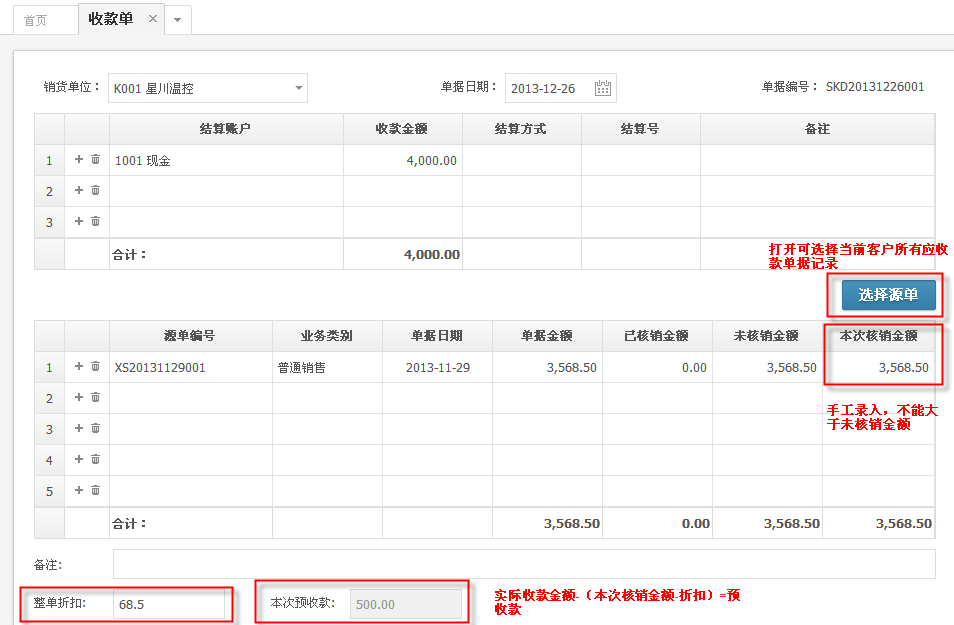 首页 收款单 ×
销货单位： K001 星川温控 单据日期： 2013-12-26 单据编号： SKD20131226001
结算账户 收款金额 结算方式 结算号 备注
1 1001 现金 4,000.00
2
3
合计： 4,000.00
打开可选择当前客户所有应收
款单据记录
选择源单
源单编号 业务类别 单据日期 单据金额 已核销金额 未核销金额 本次核销金额
1 XS20131129001 普通销售 2013-11-29 3,568.50 0.00 3,568.50 3,568.50
2
3
4
5
手工录入，不能大
于未核销金额
合计： 3,568.50 0.00 3,568.50 3,568.50
备注:
整单折扣: 68.5 本次预收款: 500.00 实际收款金额-（本次核销金额-折扣）=预
收款